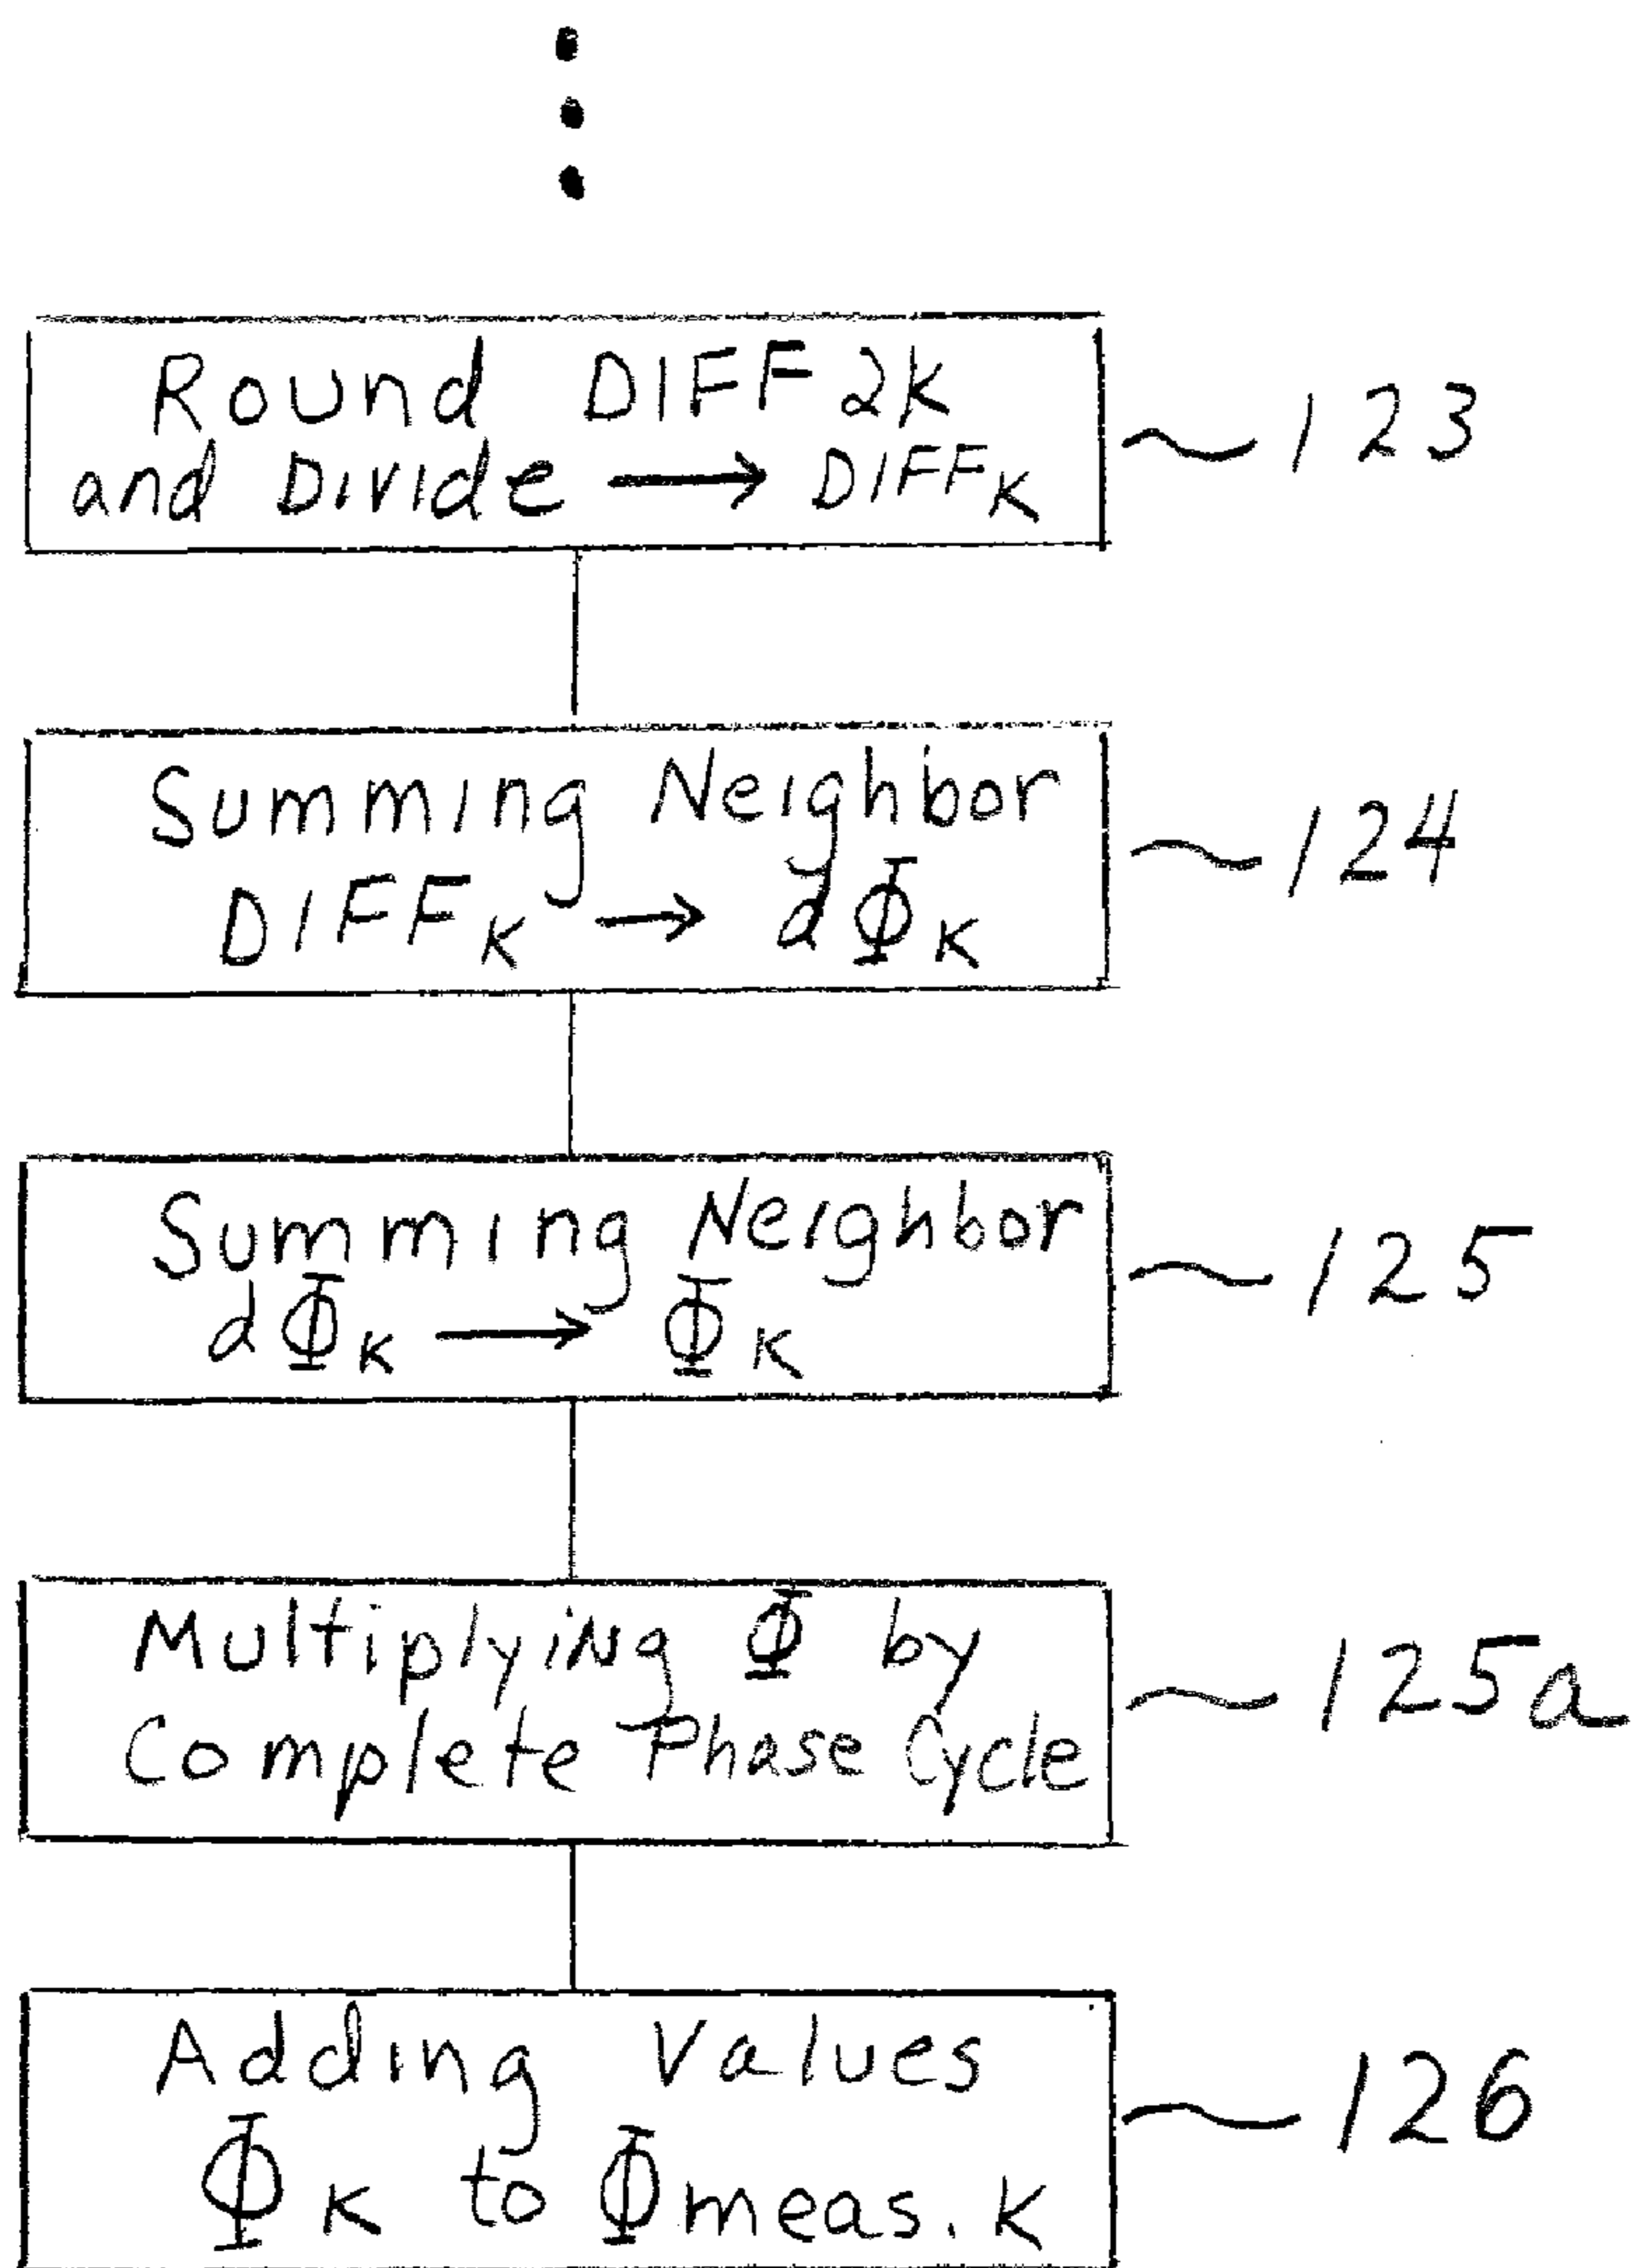 Round DIFF2K
and Divide → DIFFK
123
Summing Neighbor
DIFFK → dΦK
124
Summing Neighbor
dΦK → ΦK
125
Multiplying Φ by
Complete Phase Cycle
125a
Adding Values
ΦK to Φmeas.K
126